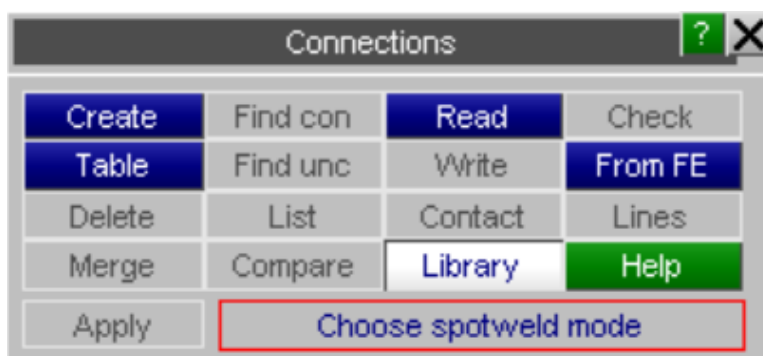 Connections ?
Create Find con Read Check
Table Find unc Write From FE
Delete List Contact Lines
Merge Compare Library Help
Apply Choose spotweld mode